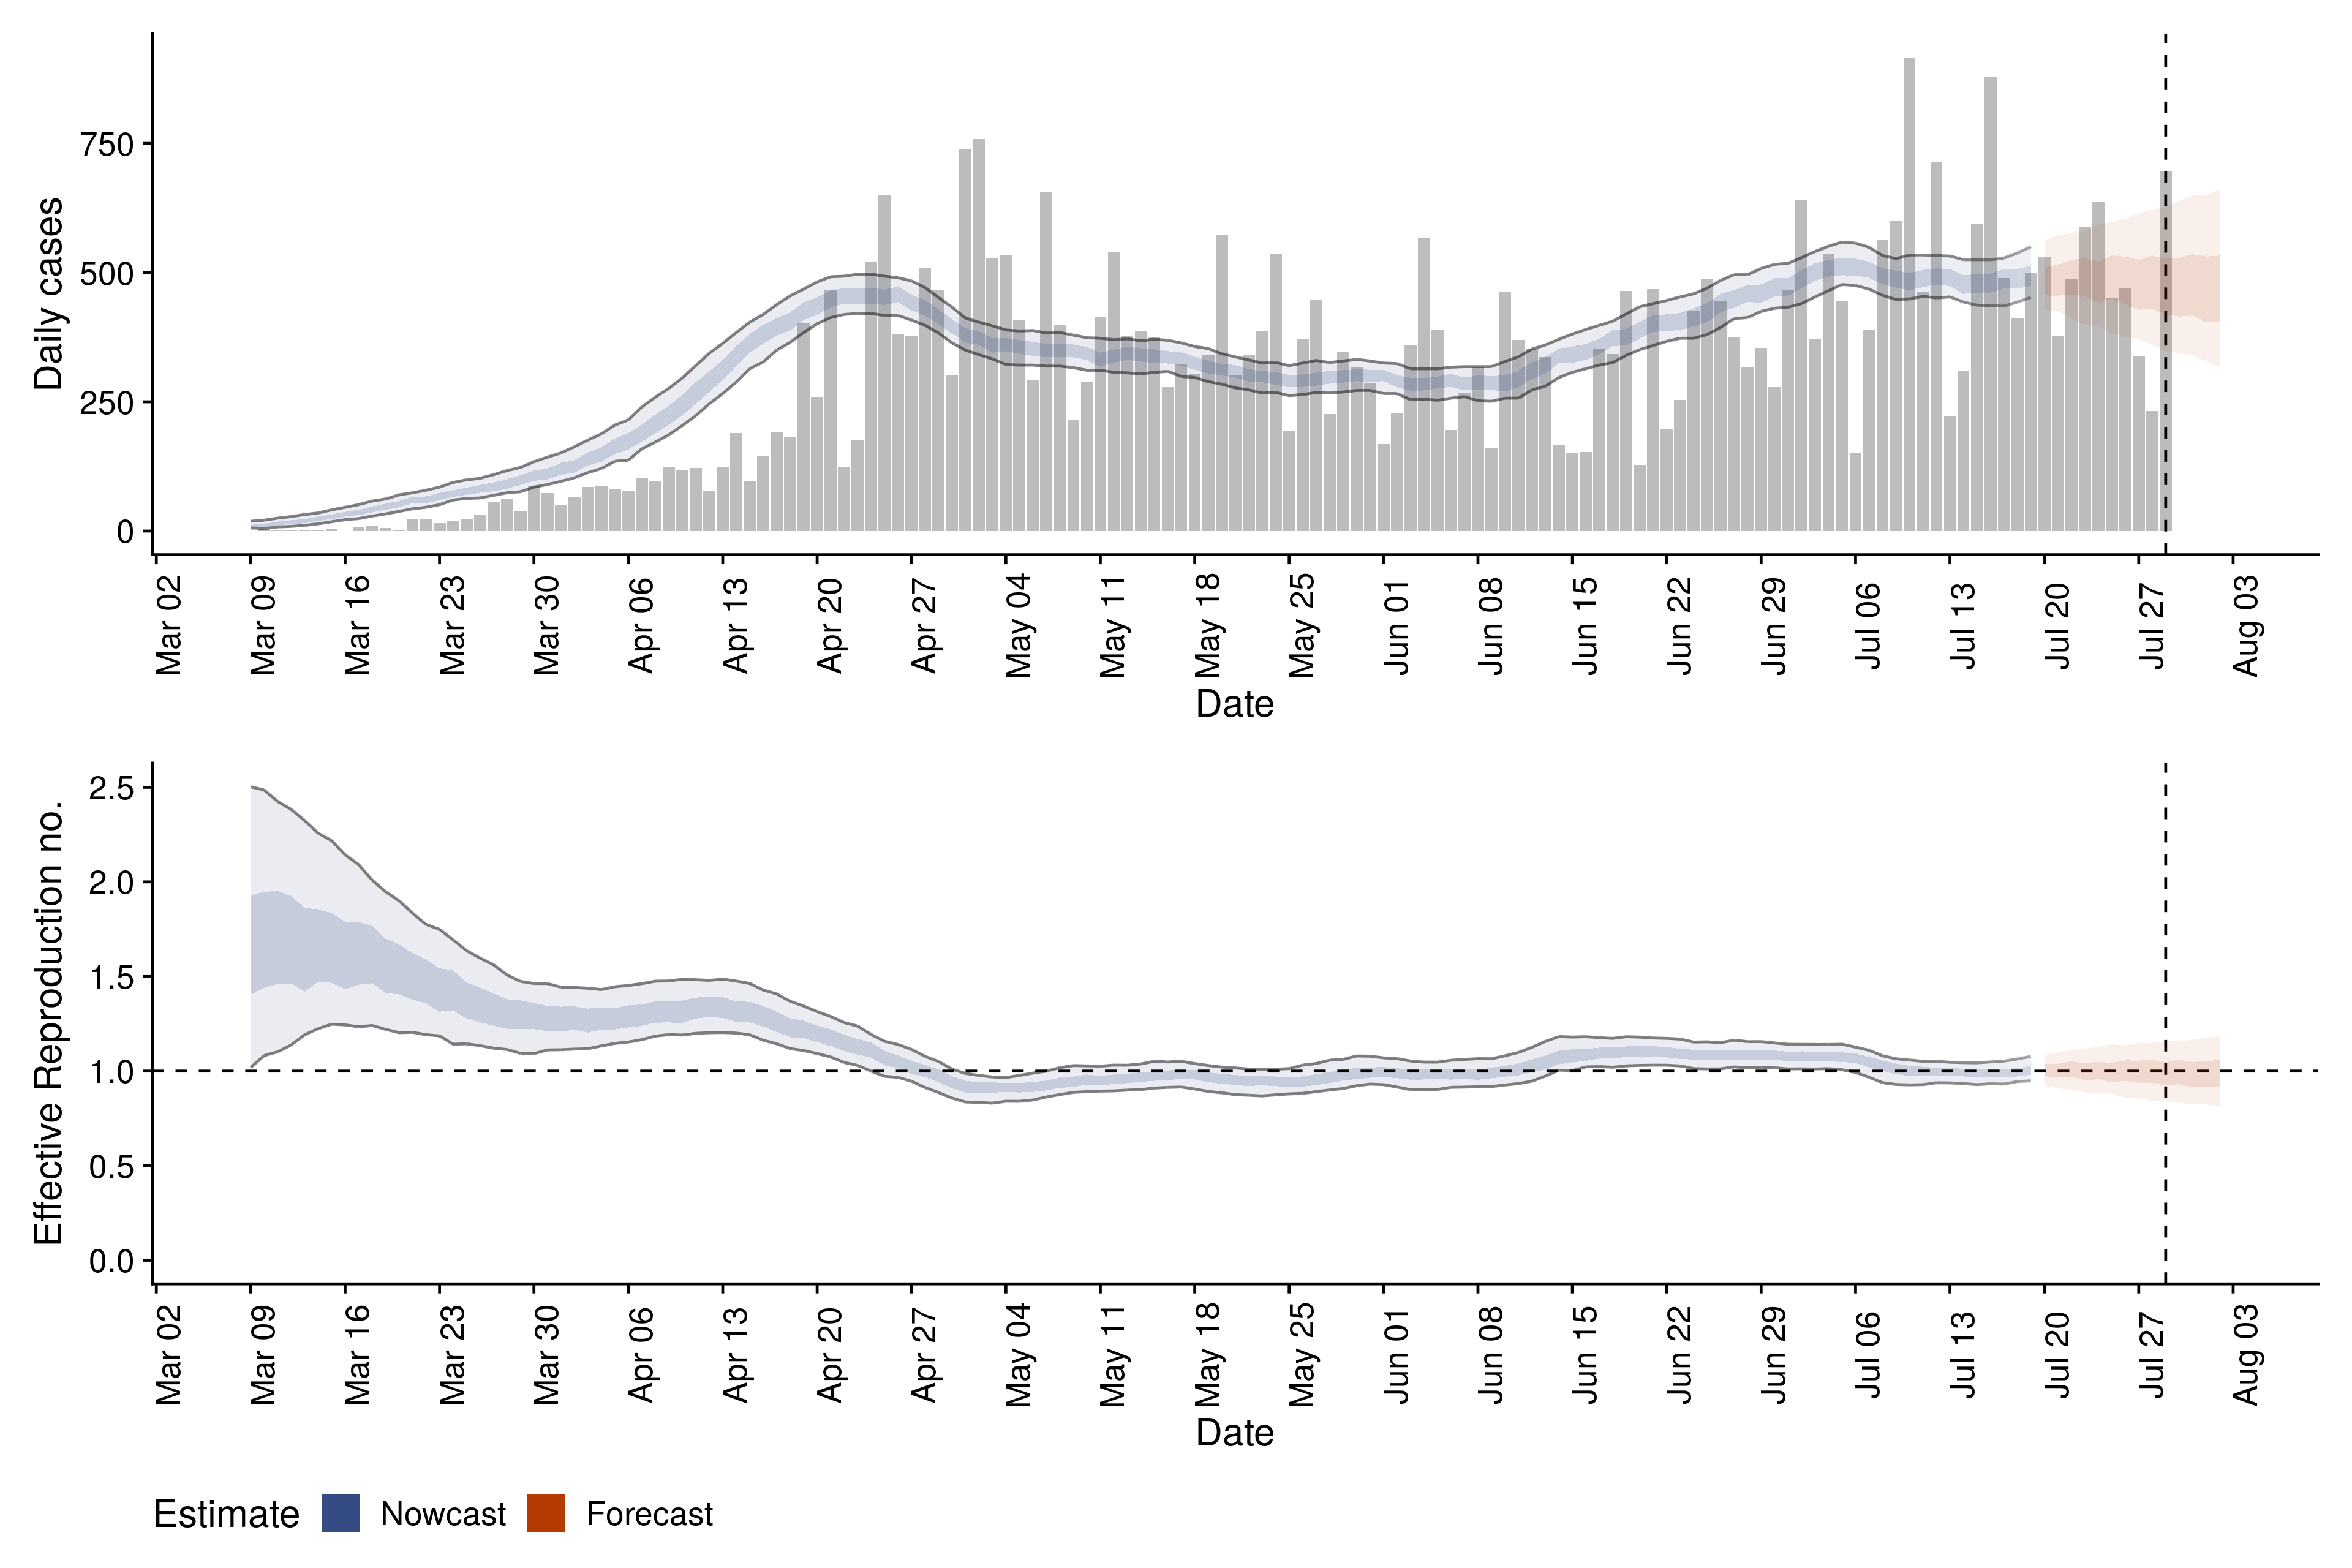 Daily cases
750
500
250
0
Mar 02
Mar 09
Mar 16
Mar 23
Mar 30
Apr 06
Apr 13
Apr 20
Apr 27
May 04
May 11
May 18
May 25
Jun 01
Jun 08
Jun 15
Jun 22
Jun 29
Jul 06
Jul 13
Jul 20
Jul 27
Aug 03
Date
Effective Reproduction no.
2.5
2.0
1.5
1.0
0.5
0.0
Mar 02
Mar 09
Mar 16
Mar 23
Mar 30
Apr 06
Apr 13
Apr 20
Apr 27
May 04
May 11
May 18
May 25
Jun 01
Jun 08
Jun 15
Jun 22
Jun 29
Jul 06
Jul 13
Jul 20
Jul 27
Aug 03
Date
Estimate Nowcast Forecast